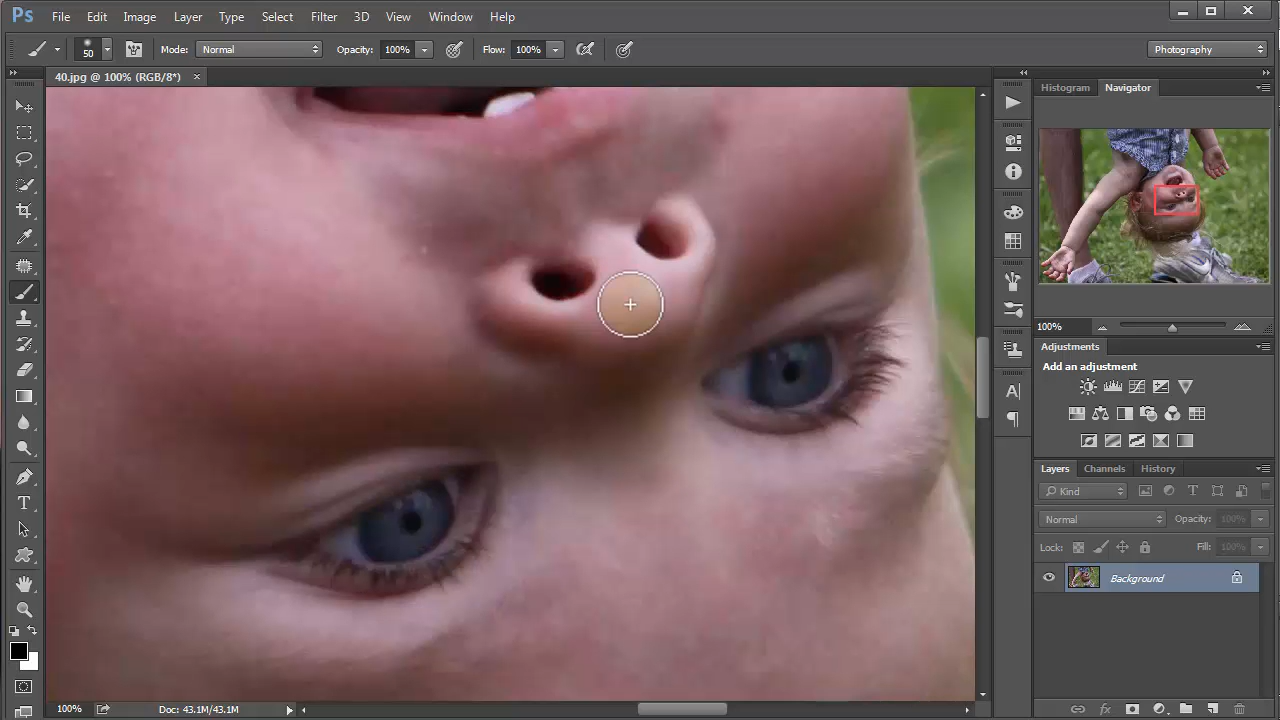 Ps File Edit Image Layer Type Select Filter 3D View Window Help
50 Mode: Normal Opacity: 100% Flow: 100% Photography
40.jpg @ 100% (RGB/8*) ×
Histogram Navigator
100%
Adjustments
Add an adjustment
Layers Channels History
Kind
Normal Opacity: 100%
Lock: Fill: 100%
Background
100% Doc: 43.1M/43.1M